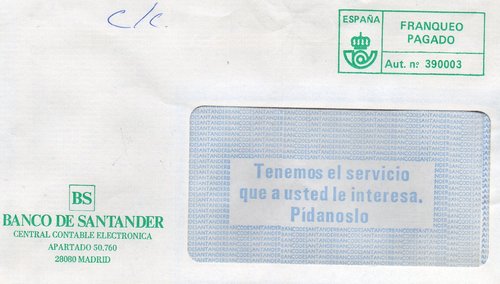 c/c.
ESPAÑA
FRANQUEO
PAGADO
Aut. nº 390003
Tenemos el servicio
que a usted le interesa.
Pídanoslo
BS
BANCO DE SANTANDER
CENTRAL CONTABLE ELECTRONICA
APARTADO 50.760
28080 MADRID